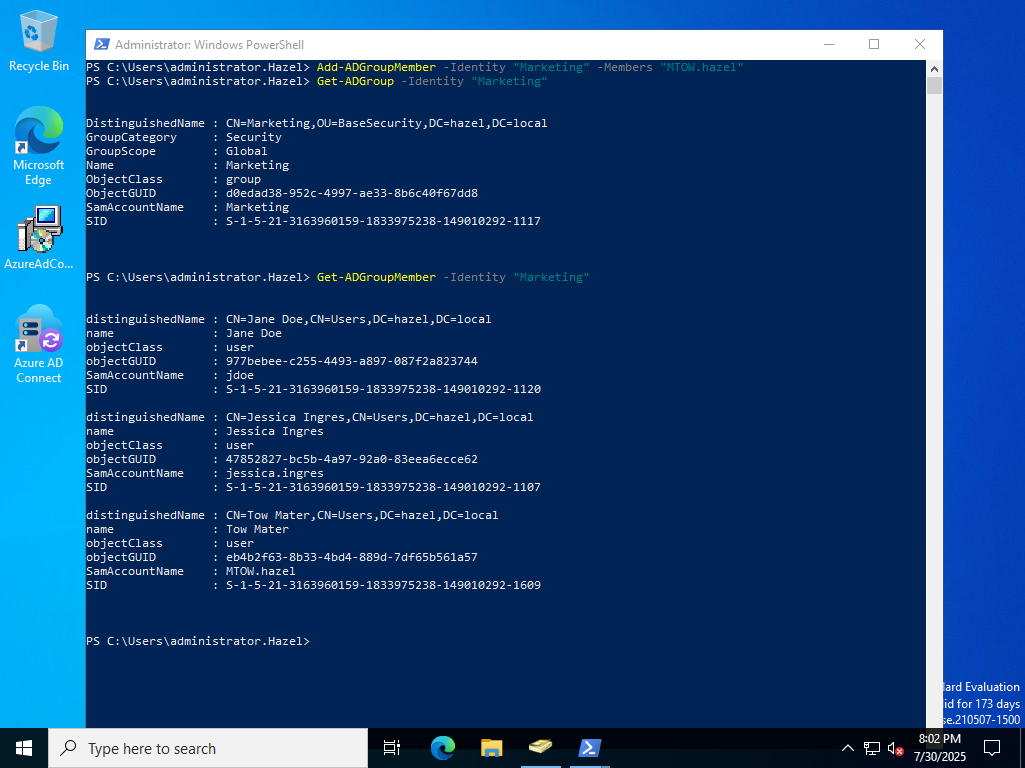 Recycle Bin
Microsoft
Edge
AzureAdCo...
Azure AD
Connect
Administrator: Windows PowerShell
PS C:\Users\administrator.Hazel> Add-ADGroupMember -Identity "Marketing" -Members "MTOW.hazel"
PS C:\Users\administrator.Hazel> Get-ADGroup -Identity "Marketing"
DistinguishedName : CN=Marketing,OU=BaseSecurity,DC=hazel,DC=local
GroupCategory     : Security
GroupScope        : Global
Name              : Marketing
ObjectClass       : group
ObjectGUID        : d0edad38-952c-4997-ae33-8b6c40f67dd8
SamAccountName    : Marketing
SID               : S-1-5-21-3163960159-1833975238-149010292-1117
PS C:\Users\administrator.Hazel> Get-ADGroupMember -Identity "Marketing"
distinguishedName : CN=Jane Doe,CN=Users,DC=hazel,DC=local
name              : Jane Doe
objectClass       : user
objectGUID        : 977bebee-c255-4493-a897-087f2a823744
SamAccountName    : jdoe
SID               : S-1-5-21-3163960159-1833975238-149010292-1120
distinguishedName : CN=Jessica Ingres,CN=Users,DC=hazel,DC=local
name              : Jessica Ingres
objectClass       : user
objectGUID        : 47852827-bc5b-4a97-92a0-83eea6ecce62
SamAccountName    : jessica.ingres
SID               : S-1-5-21-3163960159-1833975238-149010292-1107
distinguishedName : CN=Tow Mater,CN=Users,DC=hazel,DC=local
name              : Tow Mater
objectClass       : user
objectGUID        : eb4b2f63-8b33-4bd4-889d-7df65b561a57
SamAccountName    : MTOW.hazel
SID               : S-1-5-21-3163960159-1833975238-149010292-1609
PS C:\Users\administrator.Hazel>
dard Evaluation
id for 173 days
se.210507-1500
Type here to search
8:02 PM
7/30/2025